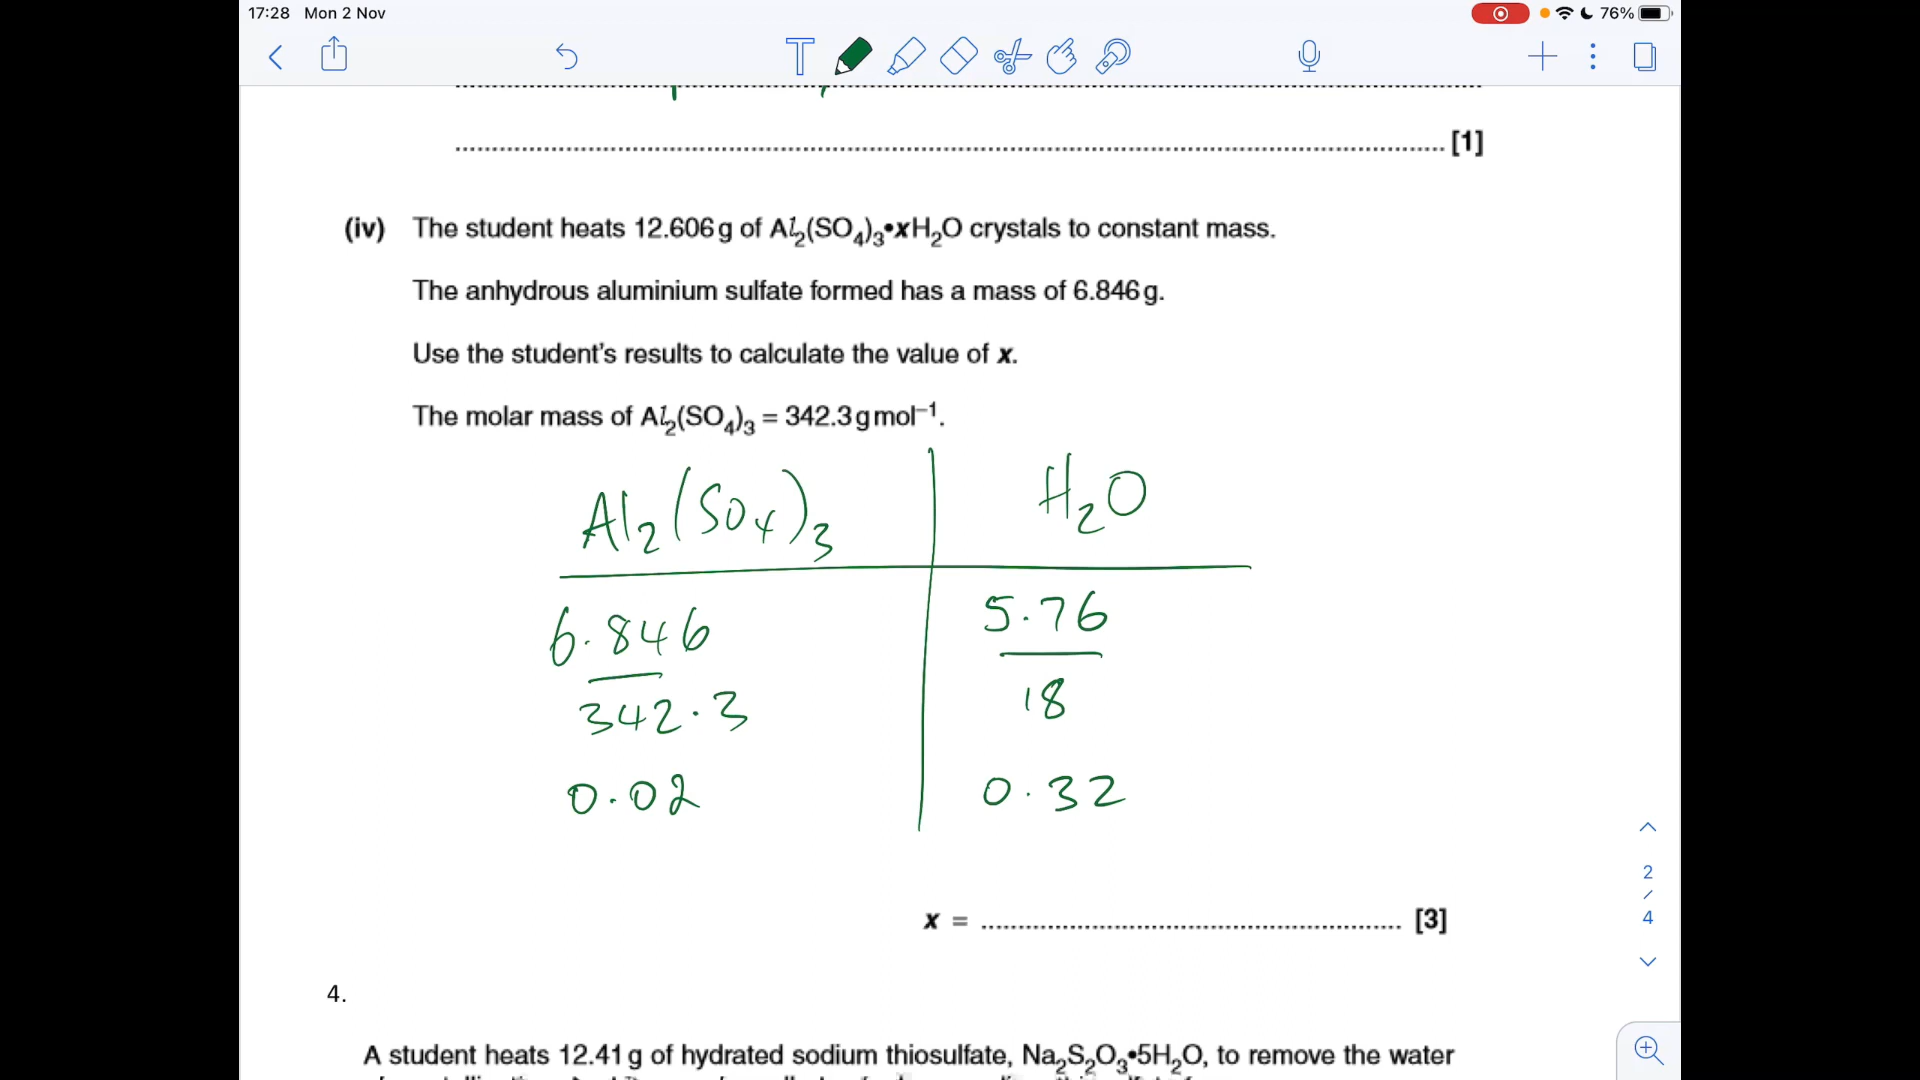 17:28 Mon 2 Nov 76%
[1]
(iv) The student heats 12.606 g of Al₂(SO₄)₃•xH₂O crystals to constant mass.
The anhydrous aluminium sulfate formed has a mass of 6.846 g.
Use the student's results to calculate the value of x.
The molar mass of Al₂(SO₄)₃ = 342.3 g mol⁻¹.
Al₂(SO₄)₃ H₂O
6.846 5.76
342.3 18
0.02 0.32
2
/
4
x = [3]
4.
A student heats 12.41 g of hydrated sodium thiosulfate, Na₂S₂O₃•5H₂O, to remove the water